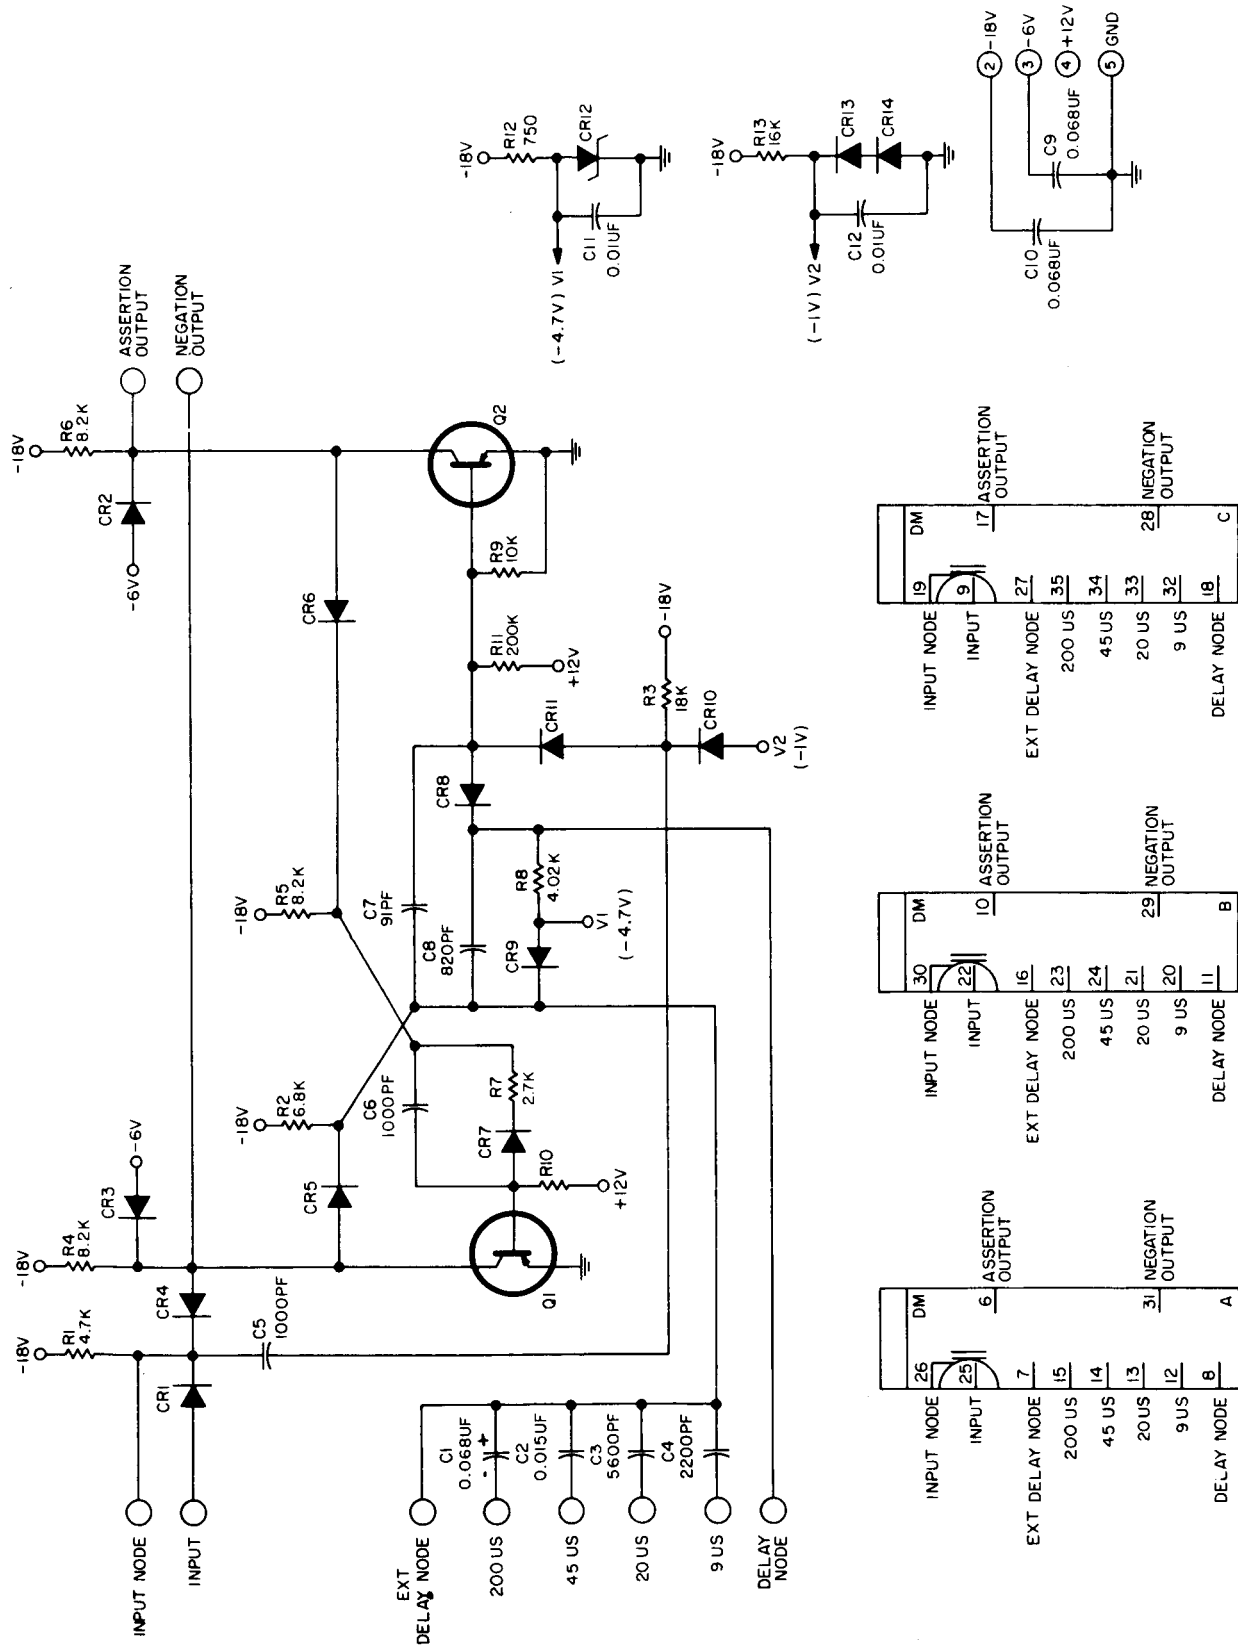 -18V
R1
4.7K
-18V
R4
8.2K
CR3
-6V
-18V
R2
6.8K
-18V
R5
8.2K
-18V
R6
8.2K
CR2
-6V
ASSERTION
OUTPUT
NEGATION
OUTPUT
INPUT NODE
INPUT
CR1
CR4
C5
1000PF
CR5
CR6
Q1
Q2
C6
1000PF
CR7
R7
2.7K
R10
+12V
C7
91PF
C8
820PF
CR8
CR9
R8
4.02K
V1
(-4.7V)
CR11
R11
200K
+12V
R9
10K
R3
18K
-18V
CR10
V2
(-1V)
EXT
DELAY NODE
200 US
45 US
20 US
9 US
DELAY
NODE
C1
0.068UF
- +
C2
0.015UF
C3
5600PF
C4
2200PF
-18V
R12
750
CR12
(-4.7V) V1
C11
0.01UF
-18V
R13
16K
CR13
CR14
(-1V) V2
C12
0.01UF
2 -18V
3 -6V
4 +12V
5 GND
C9
0.068UF
C10
0.068UF
INPUT NODE 26 DM
6 ASSERTION
OUTPUT
INPUT 25
EXT DELAY NODE 7
200 US 15
45 US 14
20US 13
9US 12
DELAY NODE 8
31 NEGATION
OUTPUT
A
INPUT NODE 30 DM
10 ASSERTION
OUTPUT
INPUT 22
EXT DELAY NODE 16
200 US 23
45 US 24
20 US 21
9 US 20
DELAY NODE 11
29 NEGATION
OUTPUT
B
INPUT NODE 19 DM
17 ASSERTION
OUTPUT
INPUT 9
EXT DELAY NODE 27
200 US 35
45 US 34
20 US 33
9 US 32
DELAY NODE 18
28 NEGATION
OUTPUT
C